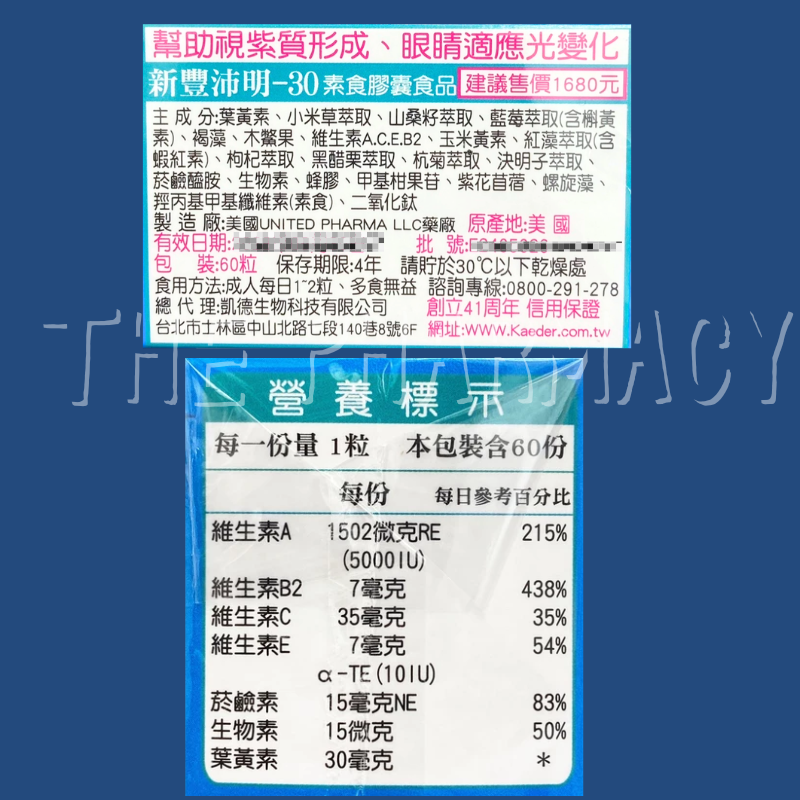 幫助視紫質形成、眼睛適應光變化
新豐沛明-30 素食膠囊食品 建議售價1680元
主 成 分:葉黃素、小米草萃取、山桑籽萃取、藍莓萃取(含槲黃
素)、褐藻、木鱉果、維生素A.C.E.B2、玉米黃素、紅藻萃取(含
蝦紅素)、枸杞萃取、黑醋栗萃取、杭菊萃取、決明子萃取、
菸鹼醯胺、生物素、蜂膠、甲基柑果苷、紫花苜蓿、螺旋藻、
羥丙基甲基纖維素(素食)、二氧化鈦
製 造 廠:美國UNITED PHARMA LLC藥廠 原產地:美 國
有效日期: 批 號:
包 裝:60粒 保存期限:4年 請貯於30℃以下乾燥處
食用方法:成人每日1~2粒、多食無益 諮詢專線:0800-291-278
總 代 理:凱德生物科技有限公司 創立41周年 信用保證
台北市士林區中山北路七段140巷8號6F 網址:www.Kaeder.com.tw
THE PHARMACY
營養標示
每一份量 1粒 本包裝含60份
每份 每日參考百分比
維生素A 1502微克RE 215%
(5000IU)
維生素B2 7毫克 438%
維生素C 35毫克 35%
維生素E 7毫克 54%
α-TE(10IU)
菸鹼素 15毫克NE 83%
生物素 15微克 50%
葉黃素 30毫克 *